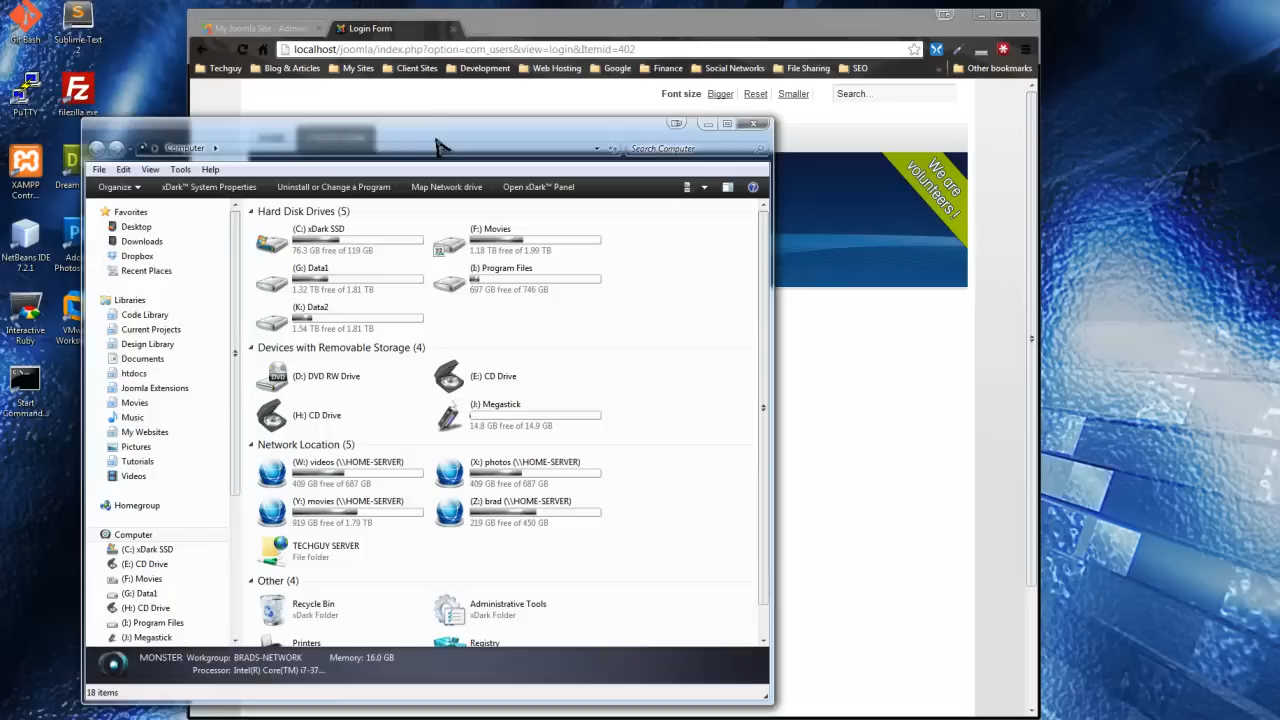 Git Bash
Sublime Text
2
PuTTY
filezilla.exe
XAMPP
Contr...
Dream
NetBeans IDE
7.2.1
Adol
Photos
Interactive
Ruby
VMw
Works
Start
Command...
My Joomla Site - Admin
Login Form
localhost/joomla/index.php?option=com_users&view=login&Itemid=402
Techguy
Blog & Articles
My Sites
Client Sites
Development
Web Hosting
Google
Finance
Social Networks
File Sharing
SEO
»
Other bookmarks
Font size Bigger Reset Smaller
Search...
We are
volunteers!
Computer
Search Computer
File Edit View Tools Help
Organize xDark™ System Properties Uninstall or Change a Program Map Network drive Open xDark™ Panel
Favorites
Desktop
Downloads
Dropbox
Recent Places
Libraries
Code Library
Current Projects
Design Library
Documents
htdocs
Joomla Extensions
Movies
Music
My Websites
Pictures
Tutorials
Videos
Homegroup
Computer
(C:) xDark SSD
(E:) CD Drive
(F:) Movies
(G:) Data1
(H:) CD Drive
(I:) Program Files
(J:) Megastick
Hard Disk Drives (5)
(C:) xDark SSD
76.3 GB free of 119 GB
(F:) Movies
1.18 TB free of 1.99 TB
(G:) Data1
1.32 TB free of 1.81 TB
(I:) Program Files
697 GB free of 746 GB
(K:) Data2
1.54 TB free of 1.81 TB
Devices with Removable Storage (4)
(D:) DVD RW Drive
(E:) CD Drive
(H:) CD Drive
(J:) Megastick
14.8 GB free of 14.9 GB
Network Location (5)
(W:) videos (\\HOME-SERVER)
409 GB free of 687 GB
(X:) photos (\\HOME-SERVER)
409 GB free of 687 GB
(Y:) movies (\\HOME-SERVER)
919 GB free of 1.79 TB
(Z:) brad (\\HOME-SERVER)
219 GB free of 450 GB
TECHGUY SERVER
File folder
Other (4)
Recycle Bin
xDark Folder
Administrative Tools
xDark Folder
Printers
Registry
MONSTER Workgroup: BRADS-NETWORK Memory: 16.0 GB
Processor: Intel(R) Core(TM) i7-37...
18 items